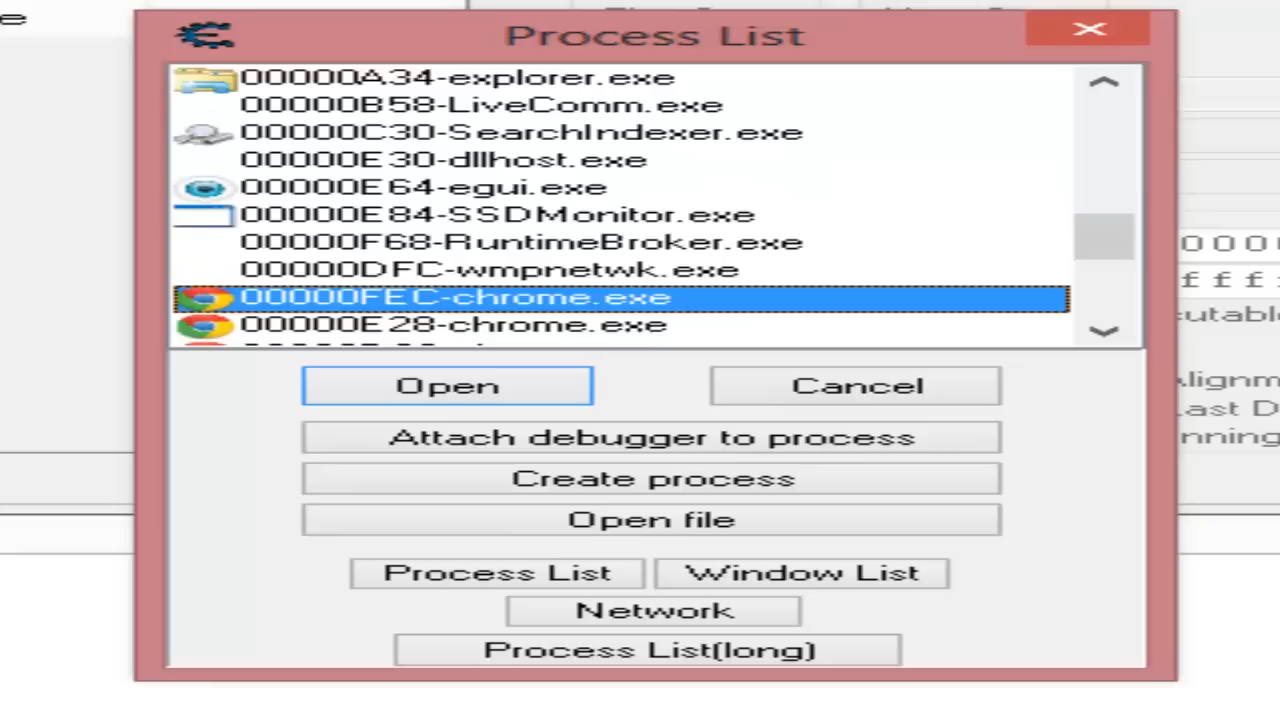 Process List
00000A34-explorer.exe
00000B58-LiveComm.exe
00000C30-SearchIndexer.exe
00000E30-dllhost.exe
00000E64-egui.exe
00000E84-SSDMonitor.exe
00000F68-RuntimeBroker.exe
00000DFC-wmpnetwk.exe
00000FEC-chrome.exe
00000E28-chrome.exe
Open
Cancel
Attach debugger to process
Create process
Open file
Process List
Window List
Network
Process List(long)